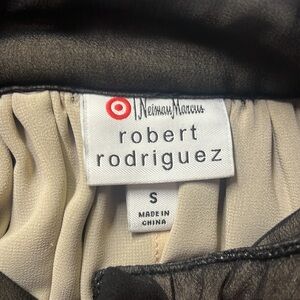 Neiman Marcus
robert
rodriguez
S
MADE IN
CHINA